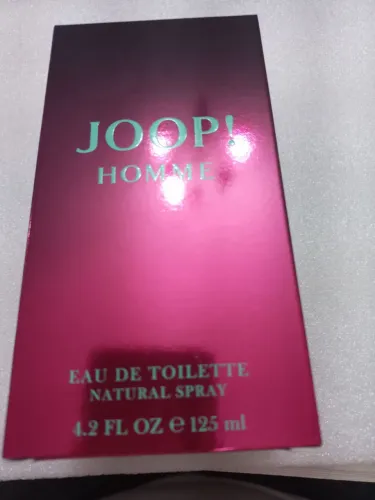 JOOP!
HOMME
EAU DE TOILETTE
NATURAL SPRAY
4.2 FL OZ ℮ 125 ml